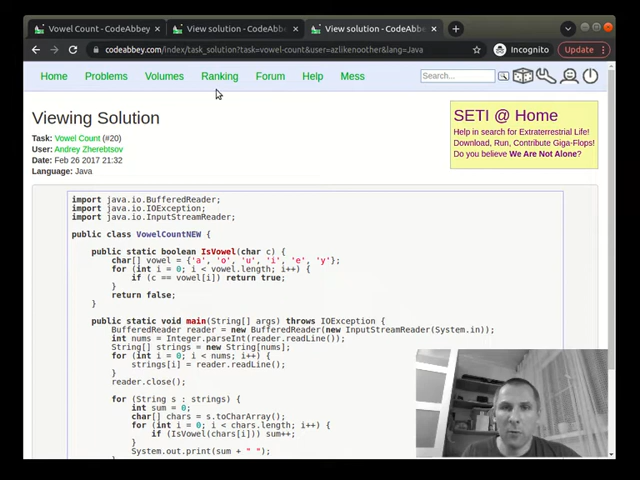 Vowel Count - CodeAbbey
View solution - CodeAbbe
View solution - CodeAbbe
codeabbey.com/index/task_solution?task=vowel-count&user=azlikenoother&lang=Java
Incognito
Update
Home Problems Volumes Ranking Forum Help Mess
Search...
Viewing Solution
Task: Vowel Count (#20)
User: Andrey Zherebtsov
Date: Feb 26 2017 21:32
Language: Java
SETI @ Home
Help in search for Extraterrestrial Life!
Download, Run, Contribute Giga-Flops!
Do you believe We Are Not Alone?
import java.io.BufferedReader;
import java.io.IOException;
import java.io.InputStreamReader;
public class VowelCountNEW {
public static boolean IsVowel(char c) {
char[] vowel = {'a', 'o', 'u', 'i', 'e', 'y'};
for (int i = 0; i < vowel.length; i++) {
if (c == vowel[i]) return true;
}
return false;
}
public static void main(String[] args) throws IOException {
BufferedReader reader = new BufferedReader(new InputStreamReader(System.in));
int nums = Integer.parseInt(reader.readLine());
String[] strings = new String[nums];
for (int i = 0; i < nums; i++) {
strings[i] = reader.readLine();
}
reader.close();
for (String s : strings) {
int sum = 0;
char[] chars = s.toCharArray();
for (int i = 0; i < chars.length; i++) {
if (IsVowel(chars[i])) sum++;
}
System.out.print(sum + " ");